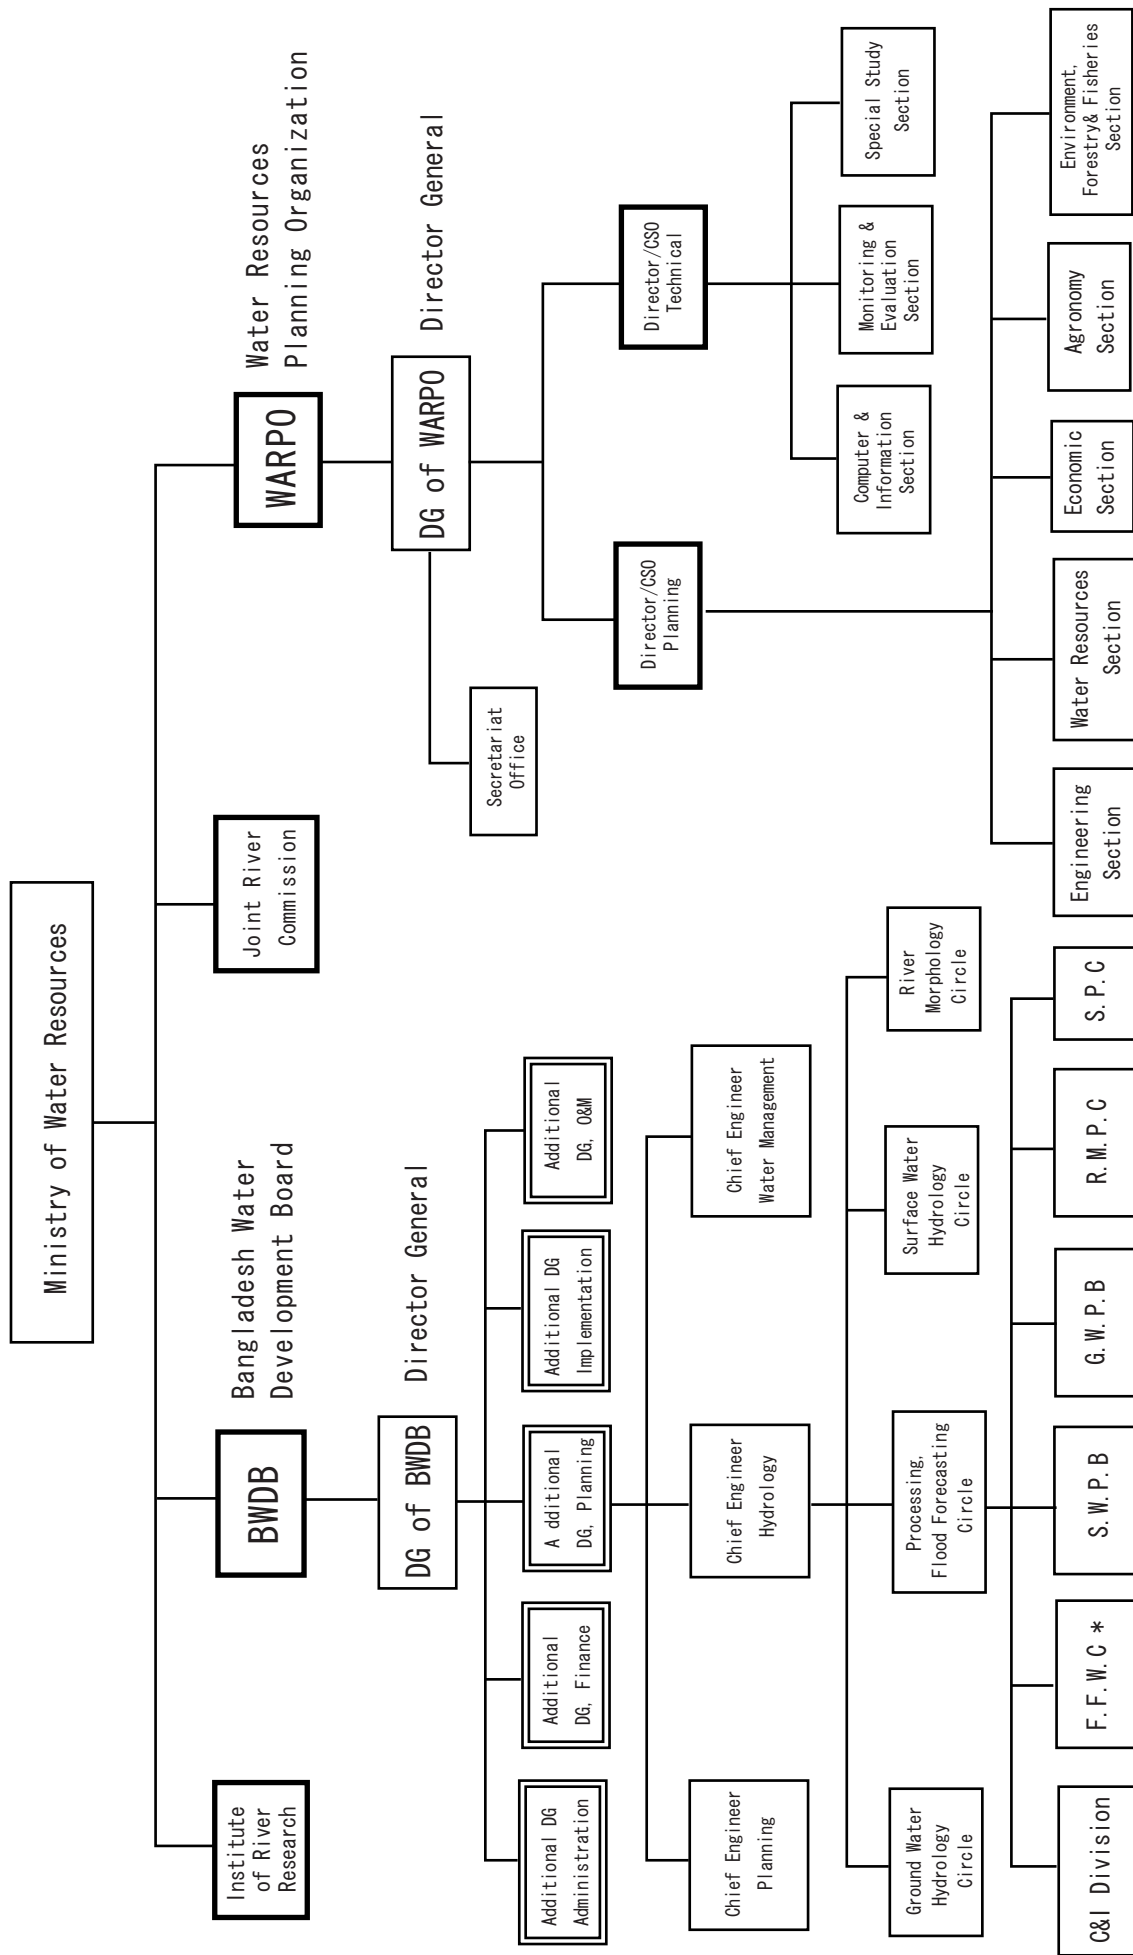 Ministry of Water Resources
Institute
of River
Research
BWDB
Bangladesh Water
Development Board
Joint River
Commission
WARPO
Water Resources
Planning Organization
DG of BWDB
Director General
DG of WARPO
Director General
Secretariat
Office
Additional DG
Administration
Additional
DG, Finance
A dditional
DG, Planning
Additional DG
Implementation
Additional
DG, O&M
Director/CSO
Planning
Director/CSO
Technical
Chief Engineer
Planning
Chief Engineer
Hydrology
Chief Engineer
Water Management
Computer &
Information
Section
Monitoring &
Evaluation
Section
Special Study
Section
Ground Water
Hydrology
Circle
Processing,
Flood Forecasting
Circle
Surface Water
Hydrology
Circle
River
Morphology
Circle
C&I Division
F. F. W. C *
S. W. P. B
G. W. P. B
R. M. P. C
S. P. C
Engineering
Section
Water Resources
Section
Economic
Section
Agronomy
Section
Environment,
Forestry& Fisheries
Section